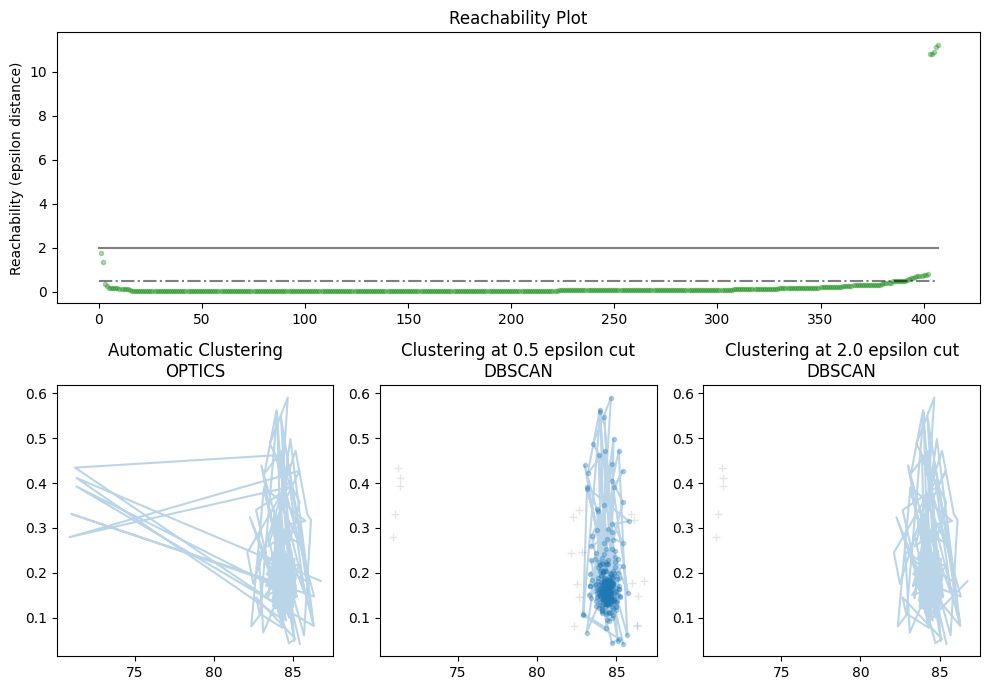 Reachability Plot
Reachability (epsilon distance)
10
8
6
4
2
0
0 50 100 150 200 250 300 350 400
Automatic Clustering
OPTICS
0.6
0.5
0.4
0.3
0.2
0.1
75 80 85
Clustering at 0.5 epsilon cut
DBSCAN
0.6
0.5
0.4
0.3
0.2
0.1
75 80 85
Clustering at 2.0 epsilon cut
DBSCAN
0.6
0.5
0.4
0.3
0.2
0.1
75 80 85